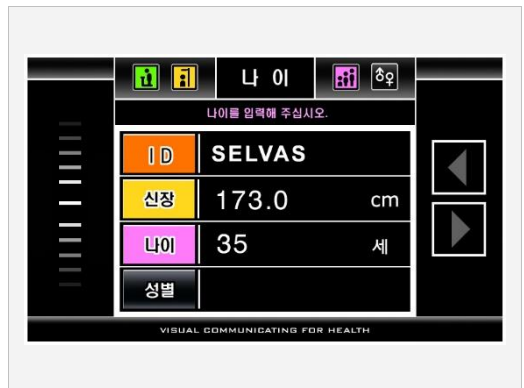 나 이
나이를 입력해 주십시오.
ID SELVAS
신장 173.0 cm
나이 35 세
성별
VISUAL COMMUNICATING FOR HEALTH